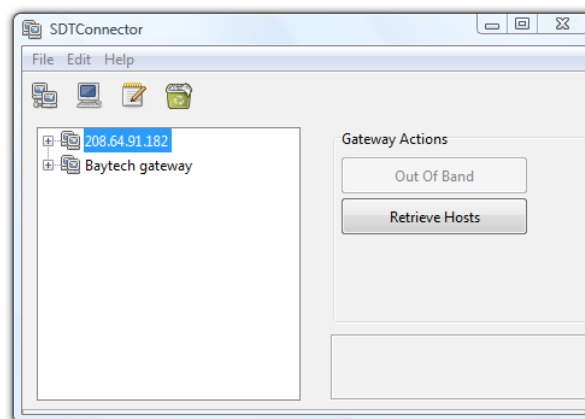 SDTConnector
File Edit Help
208.64.91.182
Baytech gateway
Gateway Actions
Out Of Band
Retrieve Hosts